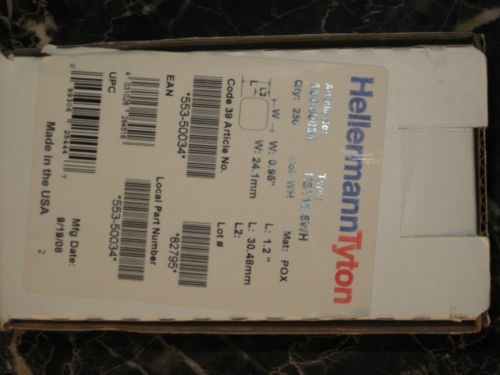 HellermannTyton
Article No: Type:
Qty: 250 Col: WH Mat: POX
W W: 0.95" L: 1.2"
L2
L W: 24.1mm L: 30.48mm
L2:
Code 39 Article No. Lot #
*553-50034* *82795*
EAN Local Part Number
*553-50034*
UPC
Mfg Date:
Made in the USA 9/19/08
2